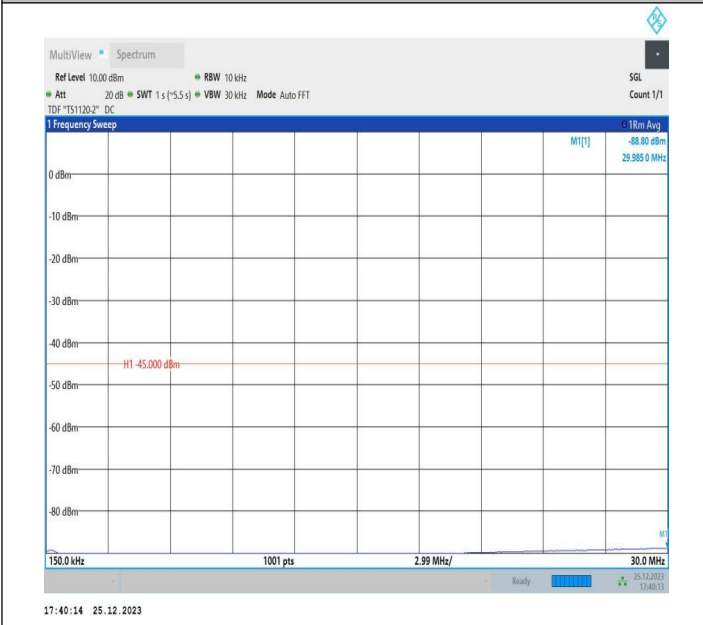 MultiView Spectrum
Ref Level 10.00 dBm RBW 10 kHz SGL
Att 20 dB SWT 1 s (~5.5 s) VBW 30 kHz Mode Auto FFT Count 1/1
TDF "TS1120-2" DC
1 Frequency Sweep 1Rm Avg
M1[1] -88.80 dBm
29.985 0 MHz
0 dBm
-10 dBm
-20 dBm
-30 dBm
-40 dBm
H1 -45.000 dBm
-50 dBm
-60 dBm
-70 dBm
-80 dBm
M1
150.0 kHz 1001 pts 2.99 MHz/ 30.0 MHz
Ready 25.12.2023
17:40:13
17:40:14 25.12.2023